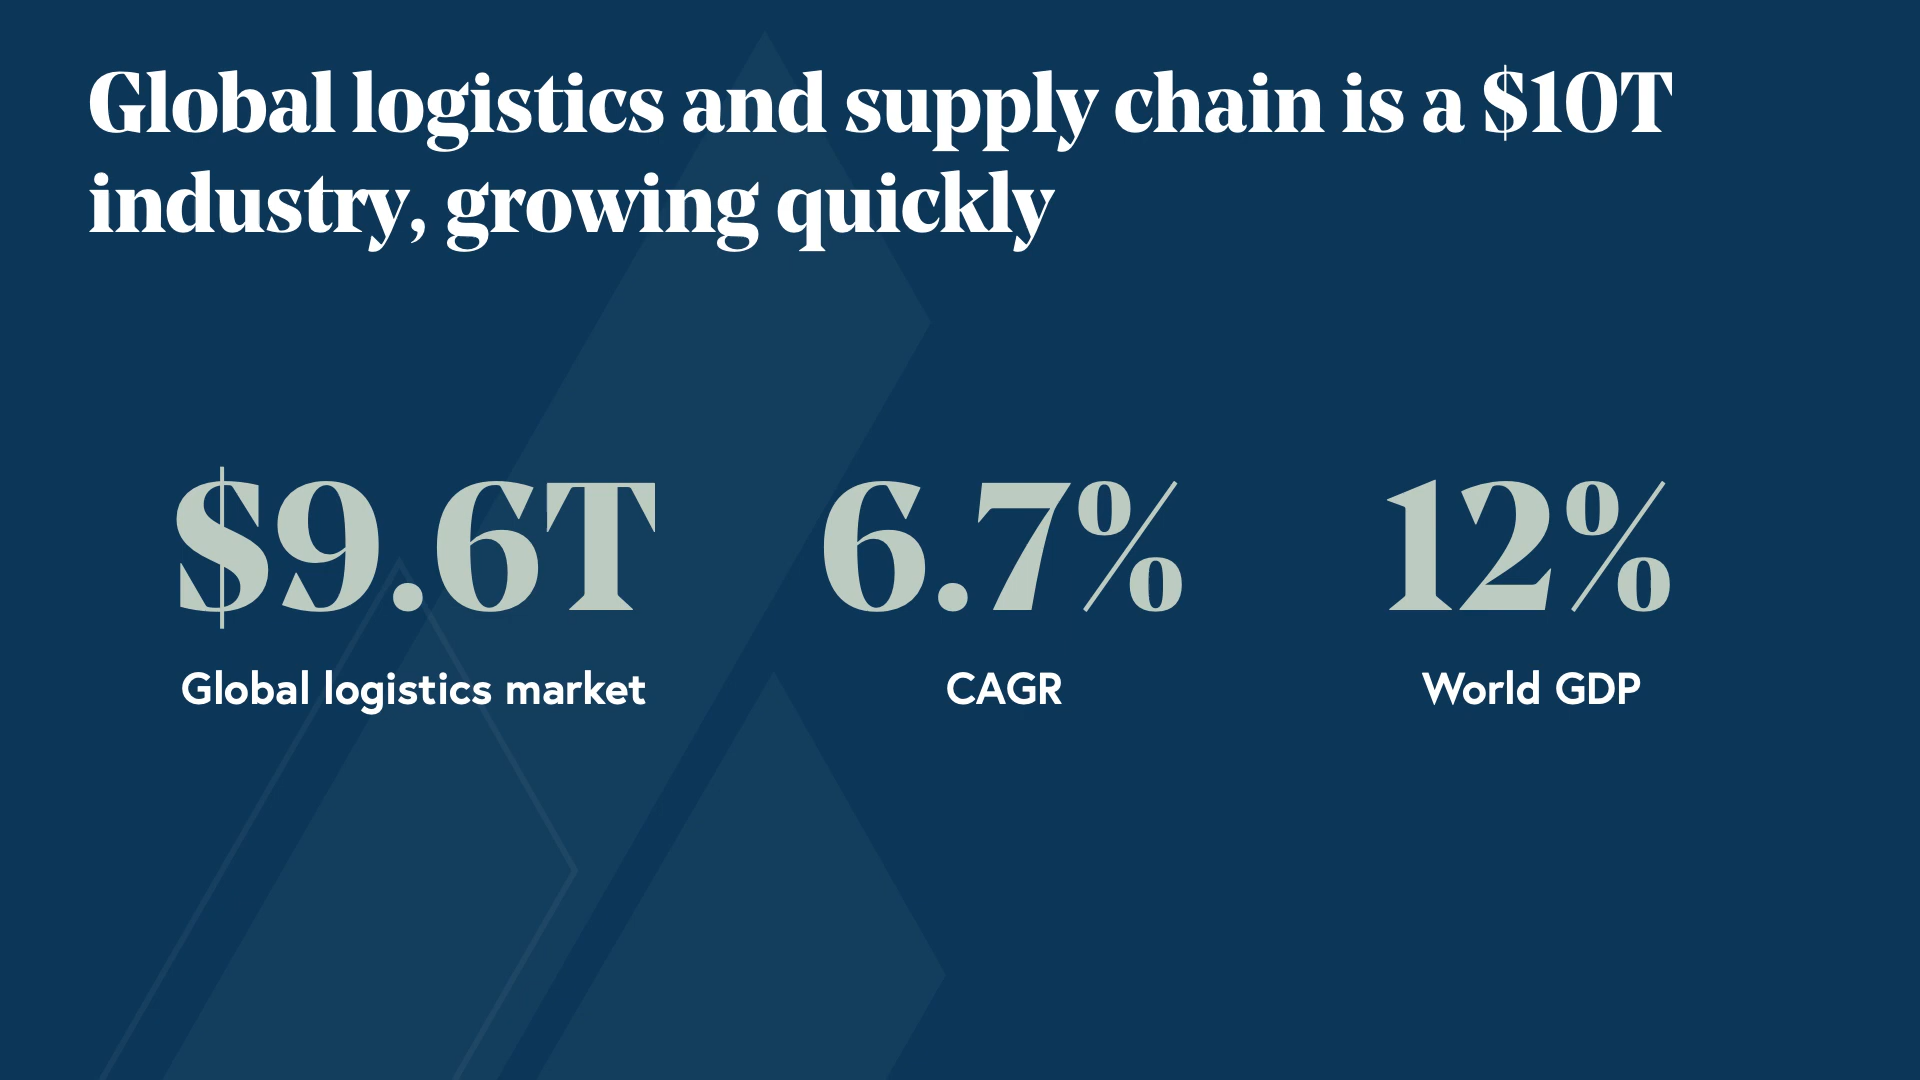 Global logistics and supply chain is a $10T
industry, growing quickly
$9.6T
Global logistics market
6.7%
CAGR
12%
World GDP